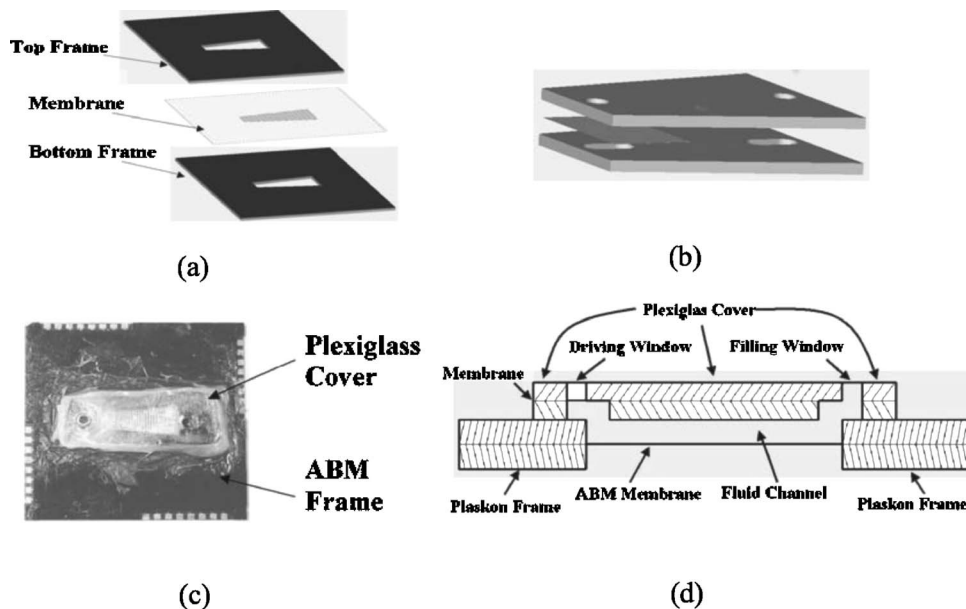 Top Frame
Membrane
Bottom Frame
(a)
(b)
Plexiglass
Cover
ABM
Frame
(c)
Plexiglas Cover
Driving Window
Filling Window
Membrane
ABM Membrane
Fluid Channel
Plaskon Frame
Plaskon Frame
(d)